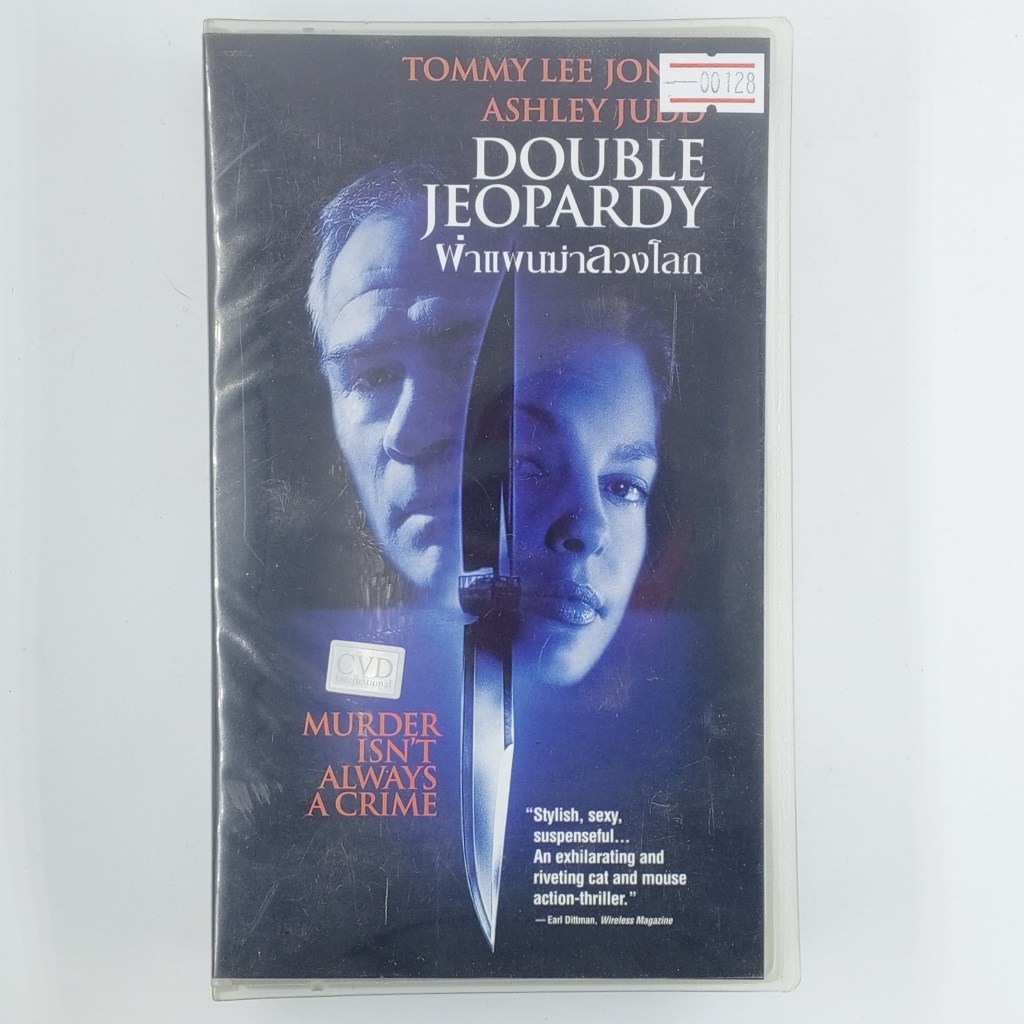 TOMMY LEE JON
00128
ASHLEY JUDD
DOUBLE
JEOPARDY
ผ่าแผนฆ่าลวงโลก
CVD
International
MURDER
ISN'T
ALWAYS
A CRIME
"Stylish, sexy,
suspenseful...
An exhilarating and
riveting cat and mouse
action-thriller."
— Earl Dittman, Wireless Magazine